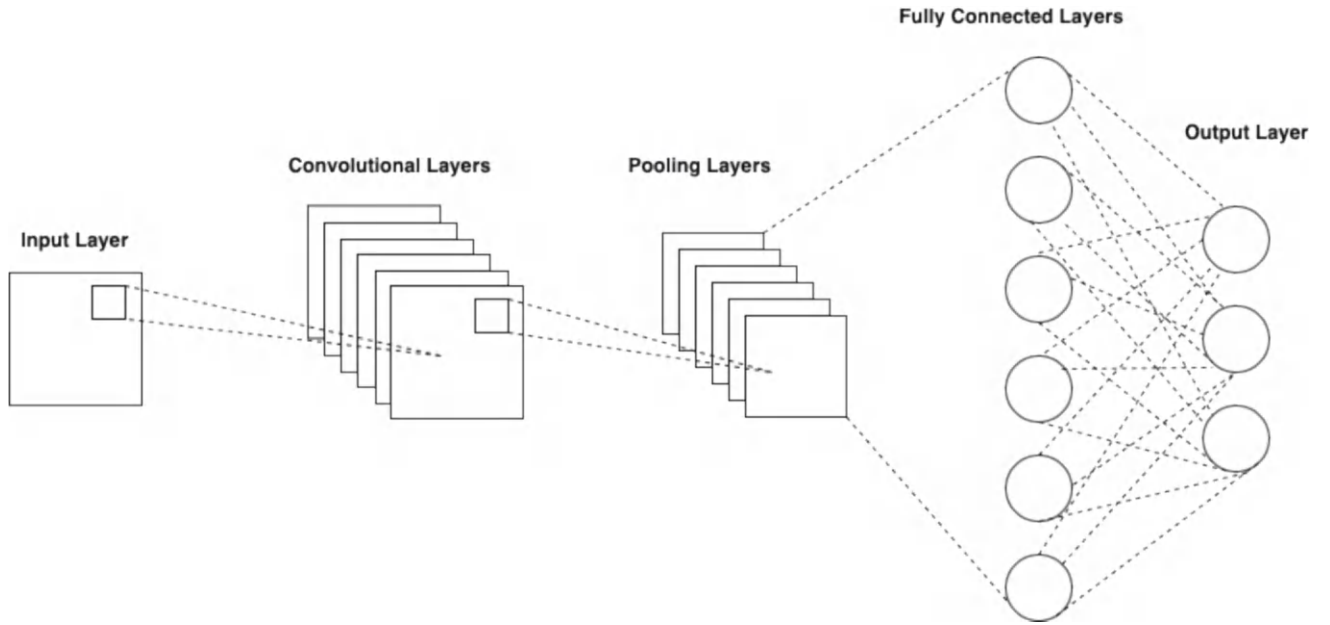 Fully Connected Layers
Output Layer
Convolutional Layers
Pooling Layers
Input Layer